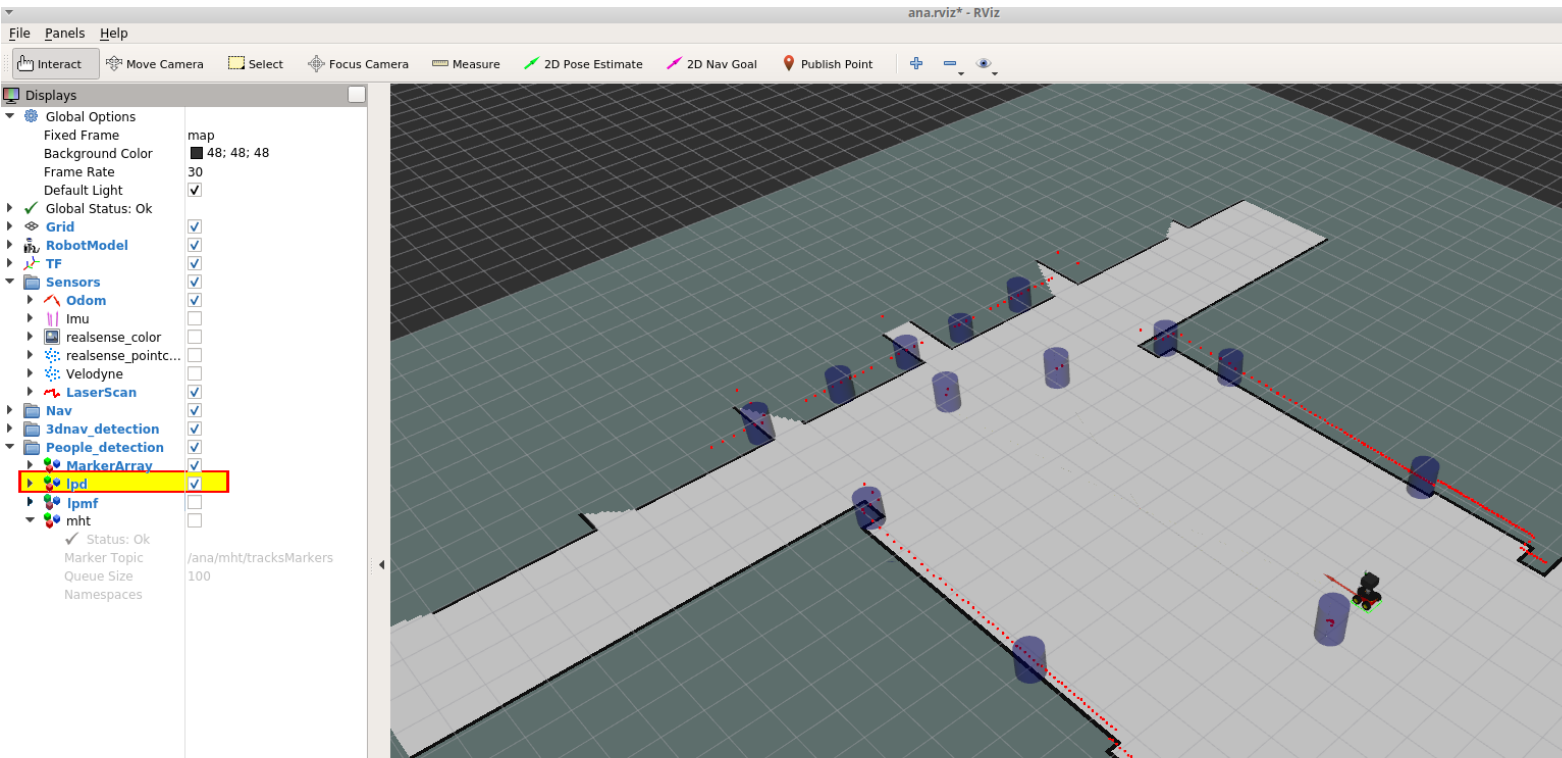 ana.rviz* - RViz
File Panels Help
Interact Move Camera Select Focus Camera Measure 2D Pose Estimate 2D Nav Goal Publish Point
Displays
Global Options
Fixed Frame map
Background Color 48; 48; 48
Frame Rate 30
Default Light
Global Status: Ok
Grid
RobotModel
TF
Sensors
Odom
Imu
realsense_color
realsense_pointc...
Velodyne
LaserScan
Nav
3dnav_detection
People_detection
MarkerArray
lpd
lpmf
mht
Status: Ok
Marker Topic /ana/mht/tracksMarkers
Queue Size 100
Namespaces